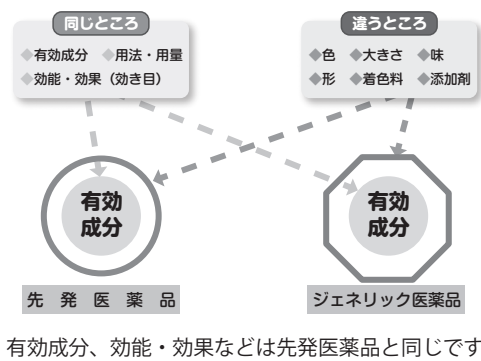 同じところ
◆有効成分 ◆用法・用量
◆効能・効果（効き目）
違うところ
◆色 ◆大きさ ◆味
◆形 ◆着色料 ◆添加剤
有効
成分
有効
成分
先発医薬品
ジェネリック医薬品
有効成分、効能・効果などは先発医薬品と同じです